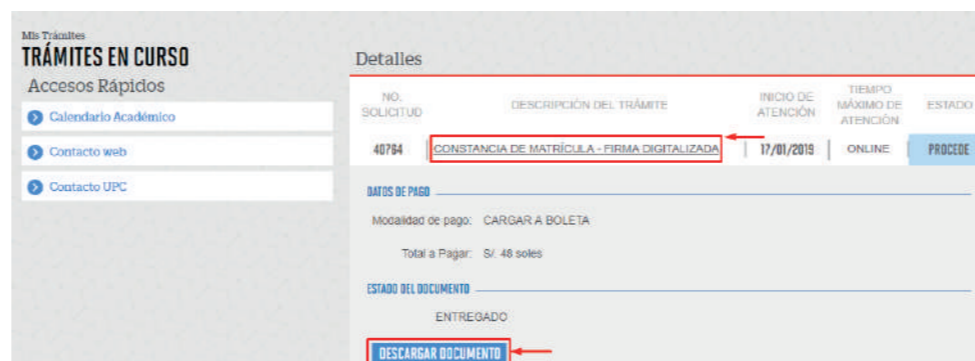 Mis Trámites
TRÁMITES EN CURSO
Accesos Rápidos
Calendario Académico
Contacto web
Contacto UPC
Detalles
NO. SOLICITUD
DESCRIPCIÓN DEL TRÁMITE
INICIO DE ATENCIÓN
TIEMPO MÁXIMO DE ATENCIÓN
ESTADO
40764
CONSTANCIA DE MATRÍCULA - FIRMA DIGITALIZADA
17/01/2019
ONLINE
PROCEDE
DATOS DE PAGO
Modalidad de pago: CARGAR A BOLETA
Total a Pagar: S/. 48 soles
ESTADO DEL DOCUMENTO
ENTREGADO
DESCARGAR DOCUMENTO